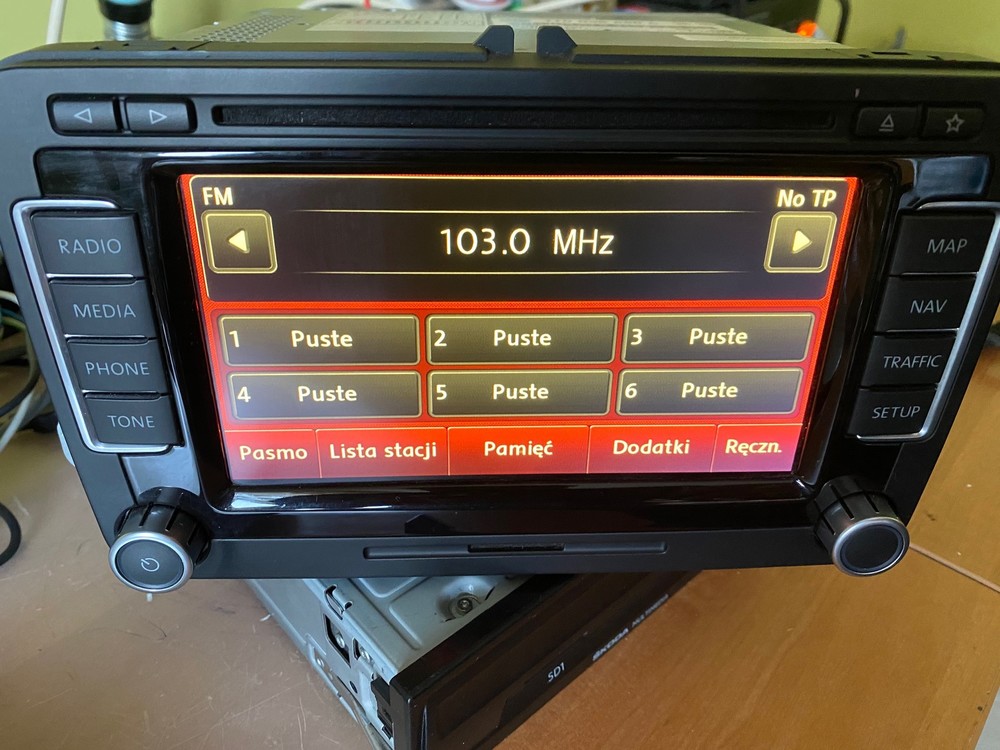 FM
No TP
103.0 MHz
1 Puste
2 Puste
3 Puste
4 Puste
5 Puste
6 Puste
Pasmo
Lista stacji
Pamięć
Dodatki
Ręczn.
RADIO
MEDIA
PHONE
TONE
MAP
NAV
TRAFFIC
SETUP
SD1
ŠKODA